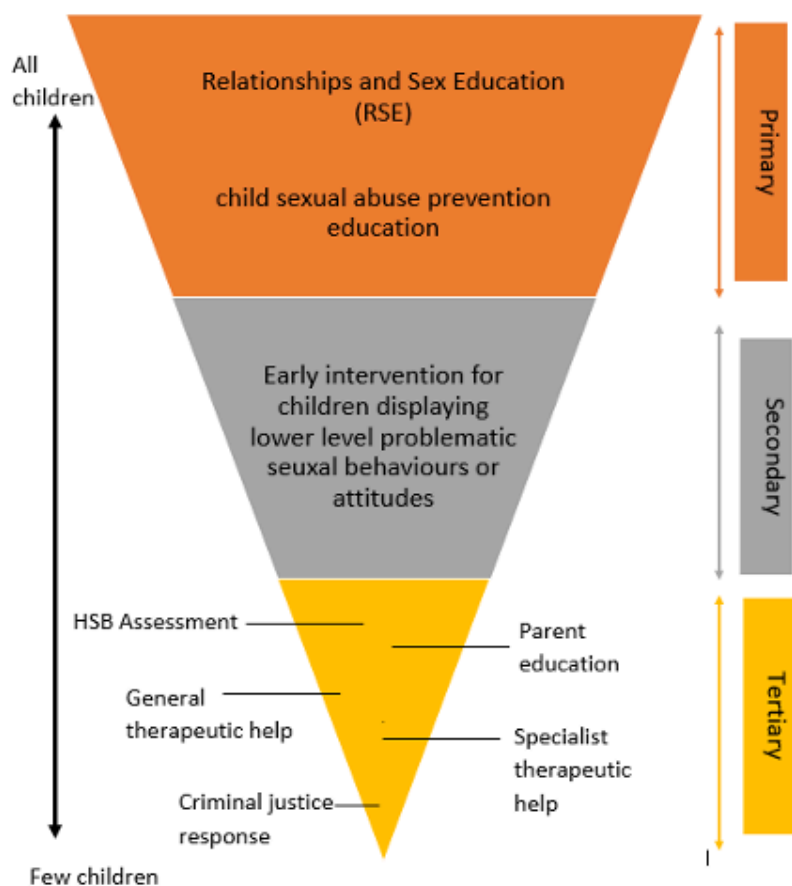 All
children
Relationships and Sex Education
(RSE)
child sexual abuse prevention
education
Primary
Early intervention for
children displaying
lower level problematic
seuxal behaviours or
attitudes
Secondary
HSB Assessment
Parent
education
General
therapeutic help
Specialist
therapeutic
help
Criminal justice
response
Tertiary
Few children